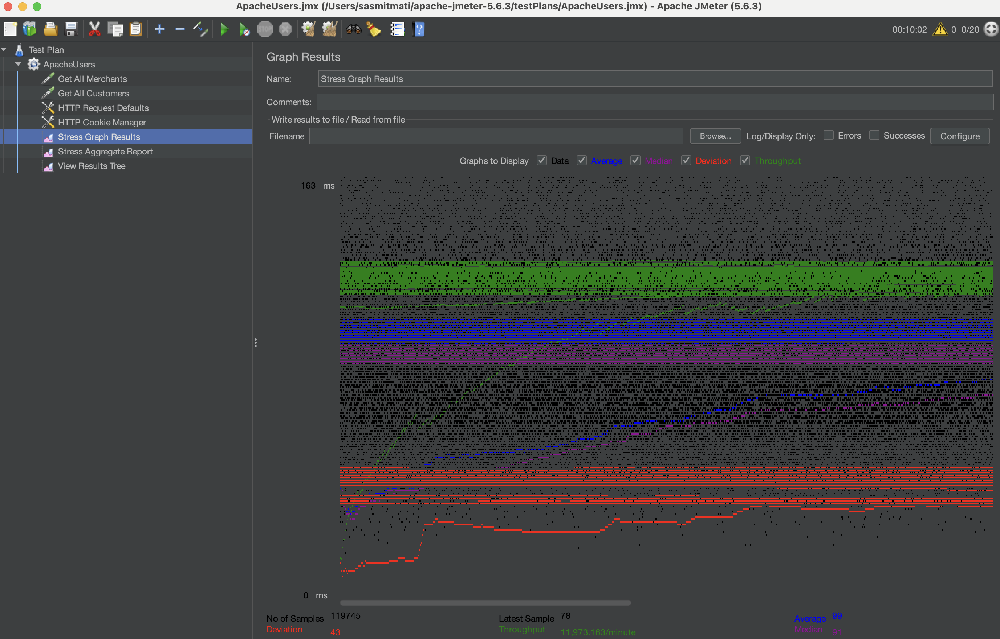 ApacheUsers.jmx (/Users/sasmitmati/apache-jmeter-5.6.3/testPlans/ApacheUsers.jmx) - Apache JMeter (5.6.3)
STOP
00:10:02 0 0/20
Test Plan
ApacheUsers
Get All Merchants
Get All Customers
HTTP Request Defaults
HTTP Cookie Manager
Stress Graph Results
Stress Aggregate Report
View Results Tree
Graph Results
Name: Stress Graph Results
Comments:
Write results to file / Read from file
Filename Browse... Log/Display Only: Errors Successes Configure
Graphs to Display Data Average Median Deviation Throughput
163 ms
0 ms
No of Samples 119745 Latest Sample 78 Average 99
Deviation 43 Throughput 11,973.163/minute Median 91